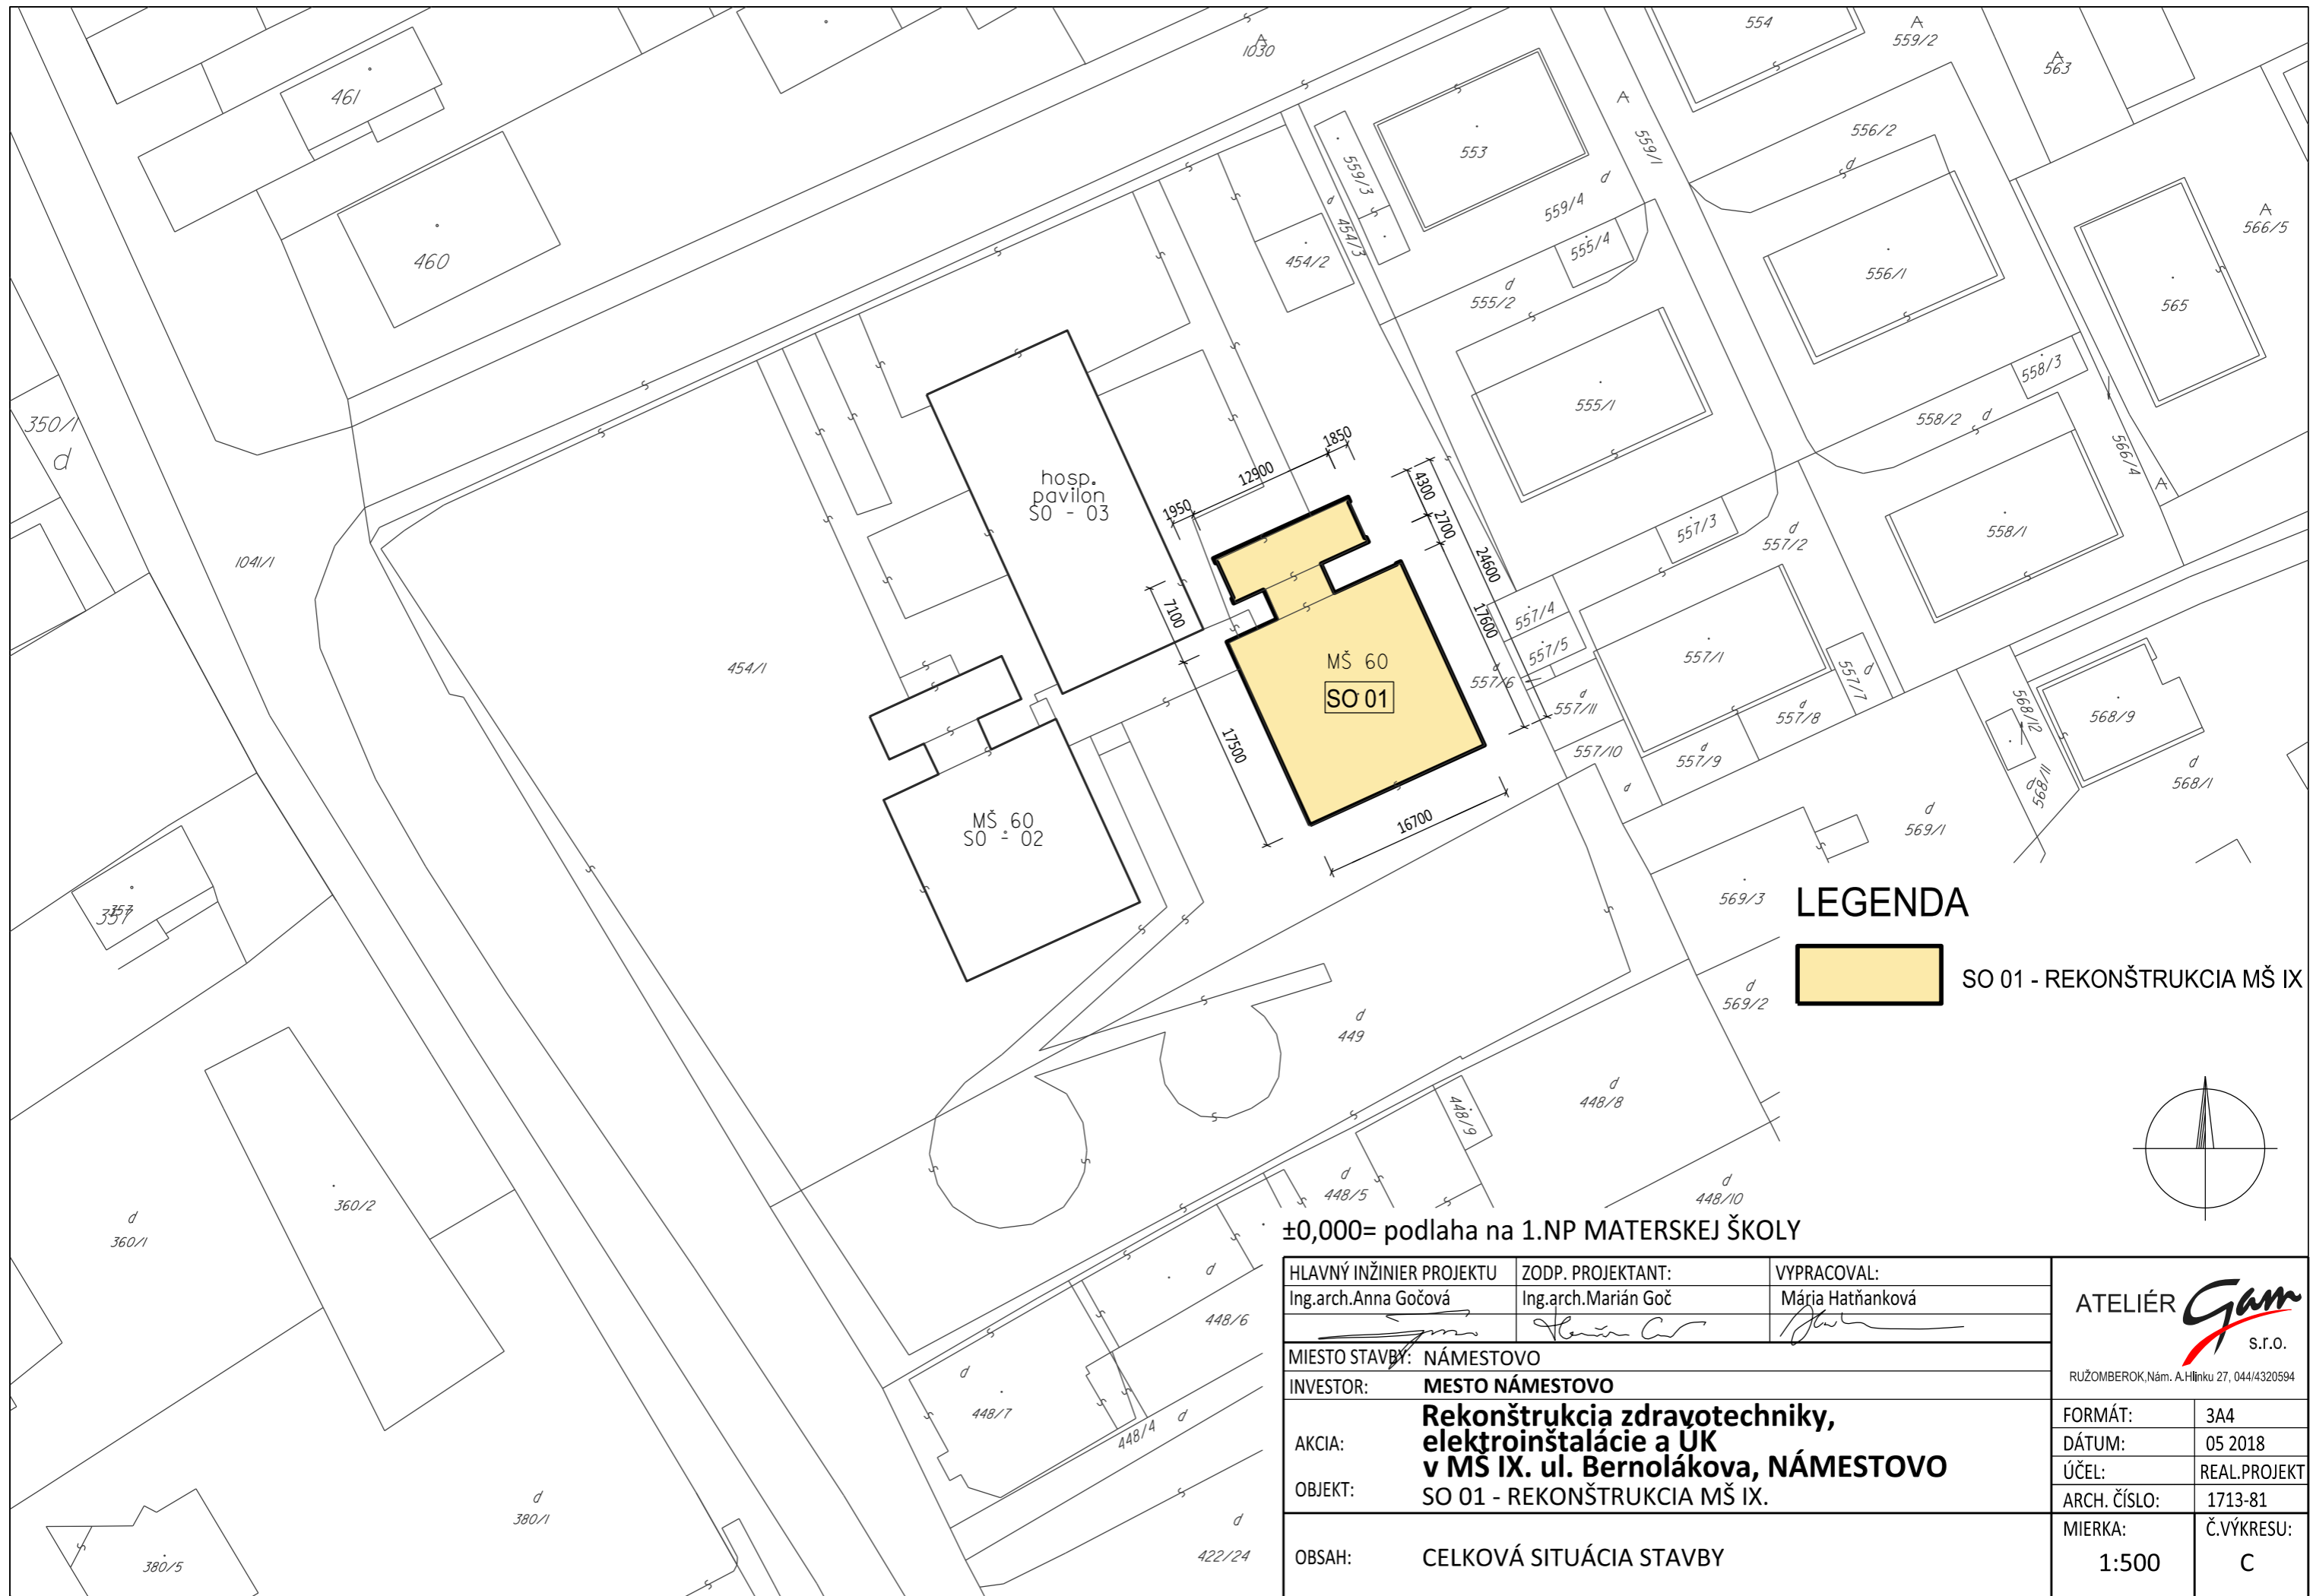 554
A
559/2
A
563
A
1030
461
A
559/1
556/2
d
553
559/3
d
559/4
d
454/3
555/4
A
566/5
460
454/2
d
555/2
556/1
565
350/1
d
555/1
558/3
558/2
d
566/4
A
1850
12900
1950
4300
2700
24600
17600
hosp.
pavilon
SO - 03
1041/1
557/3
d
557/2
558/1
7100
557/4
557/5
454/1
MŠ 60
SO 01
d
557/6
557/1
557/7
d
d
557/11
d
557/8
568/12
568/9
17500
557/10
d
557/9
d
d
568/11
d
568/1
16700
MŠ 60
SO - 02
d
569/1
357
569/3
LEGENDA
SO 01 - REKONŠTRUKCIA MŠ IX
d
569/2
d
449
d
448/8
448/9
360/2
d
448/5
d
448/10
d
360/1
±0,000= podlaha na 1.NP MATERSKEJ ŠKOLY
d
448/6
d
448/7
448/4
d
d
380/1
380/5
d
422/24
HLAVNÝ INŽINIER PROJEKTU
ZODP. PROJEKTANT:
VYPRACOVAL:
Ing.arch.Anna Gočová
Ing.arch.Marián Goč
Mária Hatňanková
ATELIÉR Gam
s.r.o.
RUŽOMBEROK,Nám. A.Hlinku 27, 044/4320594
MIESTO STAVBY: NÁMESTOVO
INVESTOR: MESTO NÁMESTOVO
AKCIA: Rekonštrukcia zdravotechniky,
elektroinštalácie a ÚK
v MŠ IX. ul. Bernolákova, NÁMESTOVO
OBJEKT: SO 01 - REKONŠTRUKCIA MŠ IX.
OBSAH: CELKOVÁ SITUÁCIA STAVBY
FORMÁT: 3A4
DÁTUM: 05 2018
ÚČEL: REAL.PROJEKT
ARCH. ČÍSLO: 1713-81
MIERKA: Č.VÝKRESU:
1:500 C